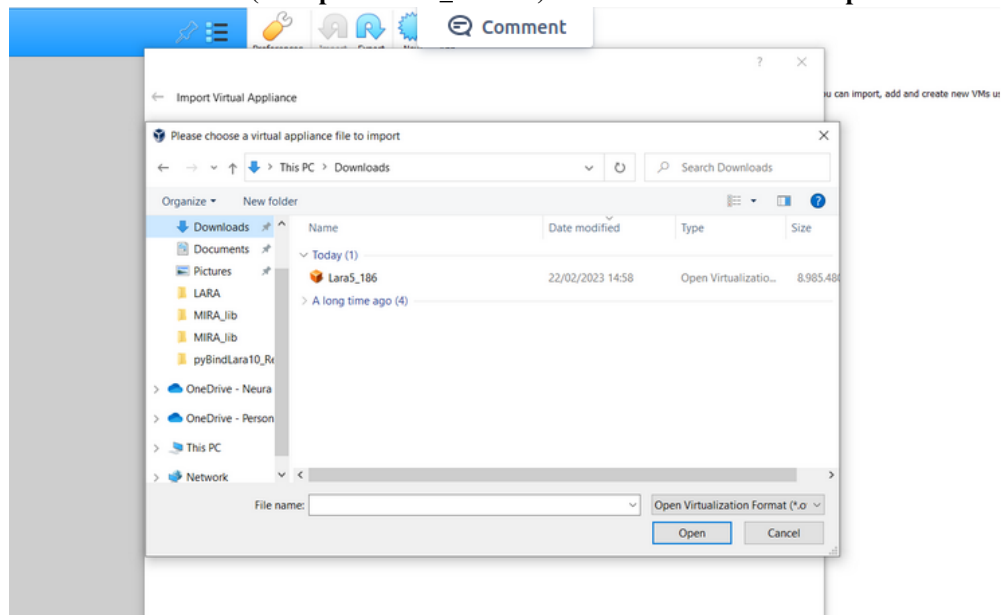 Comment
?
← Import Virtual Appliance
u can import, add and create new VMs us
Please choose a virtual appliance file to import
This PC > Downloads
Search Downloads
Organize
New folder
Downloads
Documents
Pictures
LARA
MIRA_lib
MIRA_lib
pyBindLara10_Re
OneDrive - Neura
OneDrive - Person
This PC
Network
Name
Date modified
Type
Size
Today (1)
Lara5_186
22/02/2023 14:58
Open Virtualizatio...
8.985.480
A long time ago (4)
File name:
Open Virtualization Format (*.o
Open
Cancel